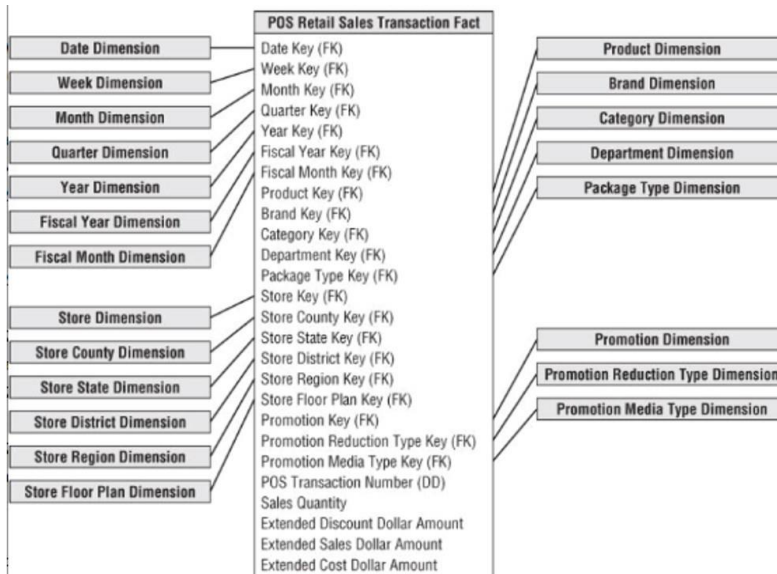 POS Retail Sales Transaction Fact
Date Key (FK)
Week Key (FK)
Month Key (FK)
Quarter Key (FK)
Year Key (FK)
Fiscal Year Key (FK)
Fiscal Month Key (FK)
Product Key (FK)
Brand Key (FK)
Category Key (FK)
Department Key (FK)
Package Type Key (FK)
Store Key (FK)
Store County Key (FK)
Store State Key (FK)
Store District Key (FK)
Store Region Key (FK)
Store Floor Plan Key (FK)
Promotion Key (FK)
Promotion Reduction Type Key (FK)
Promotion Media Type Key (FK)
POS Transaction Number (DD)
Sales Quantity
Extended Discount Dollar Amount
Extended Sales Dollar Amount
Extended Cost Dollar Amount
Date Dimension
Week Dimension
Month Dimension
Quarter Dimension
Year Dimension
Fiscal Year Dimension
Fiscal Month Dimension
Store Dimension
Store County Dimension
Store State Dimension
Store District Dimension
Store Region Dimension
Store Floor Plan Dimension
Product Dimension
Brand Dimension
Category Dimension
Department Dimension
Package Type Dimension
Promotion Dimension
Promotion Reduction Type Dimension
Promotion Media Type Dimension